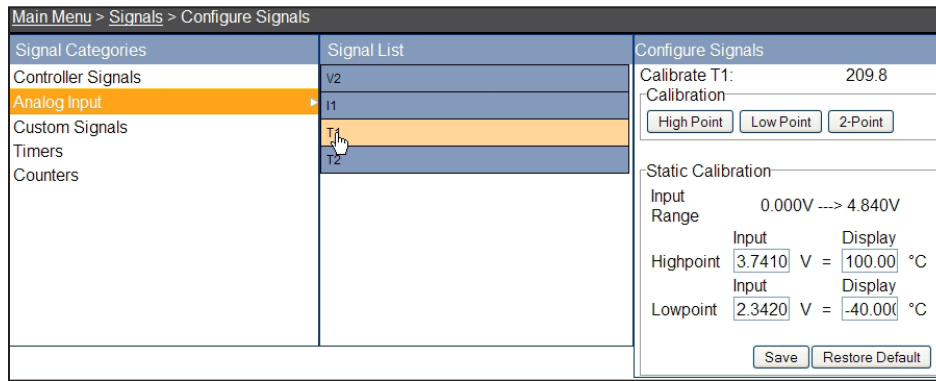 Main Menu > Signals > Configure Signals
Signal Categories
Controller Signals
Analog Input
Custom Signals
Timers
Counters
Signal List
V2
I1
T1
T2
Configure Signals
Calibrate T1: 209.8
Calibration
High Point Low Point 2-Point
Static Calibration
Input Range 0.000V ---> 4.840V
Input Display
Highpoint 3.7410 V = 100.00 °C
Input Display
Lowpoint 2.3420 V = -40.000 °C
Save Restore Default